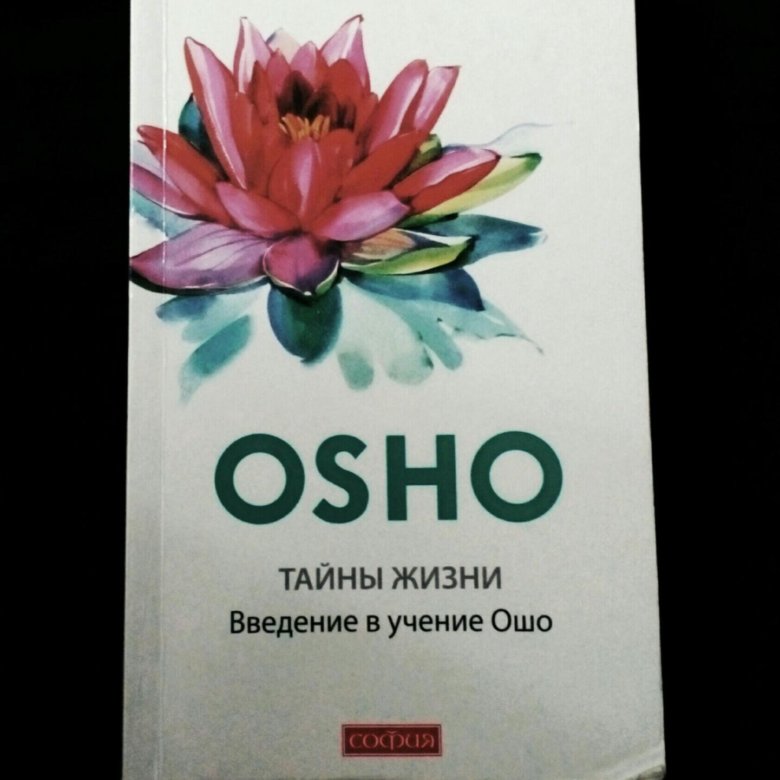 OSHO
ТАЙНЫ ЖИЗНИ
Введение в учение Ошо
СОФИЯ